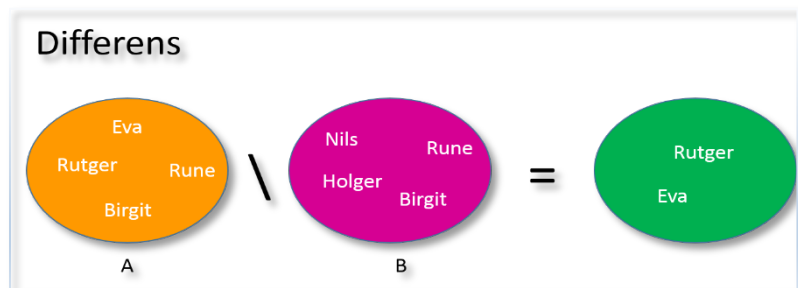 Differens
Eva
Rutger
Rune
Birgit
A
\
Nils
Rune
Holger
Birgit
B
=
Rutger
Eva